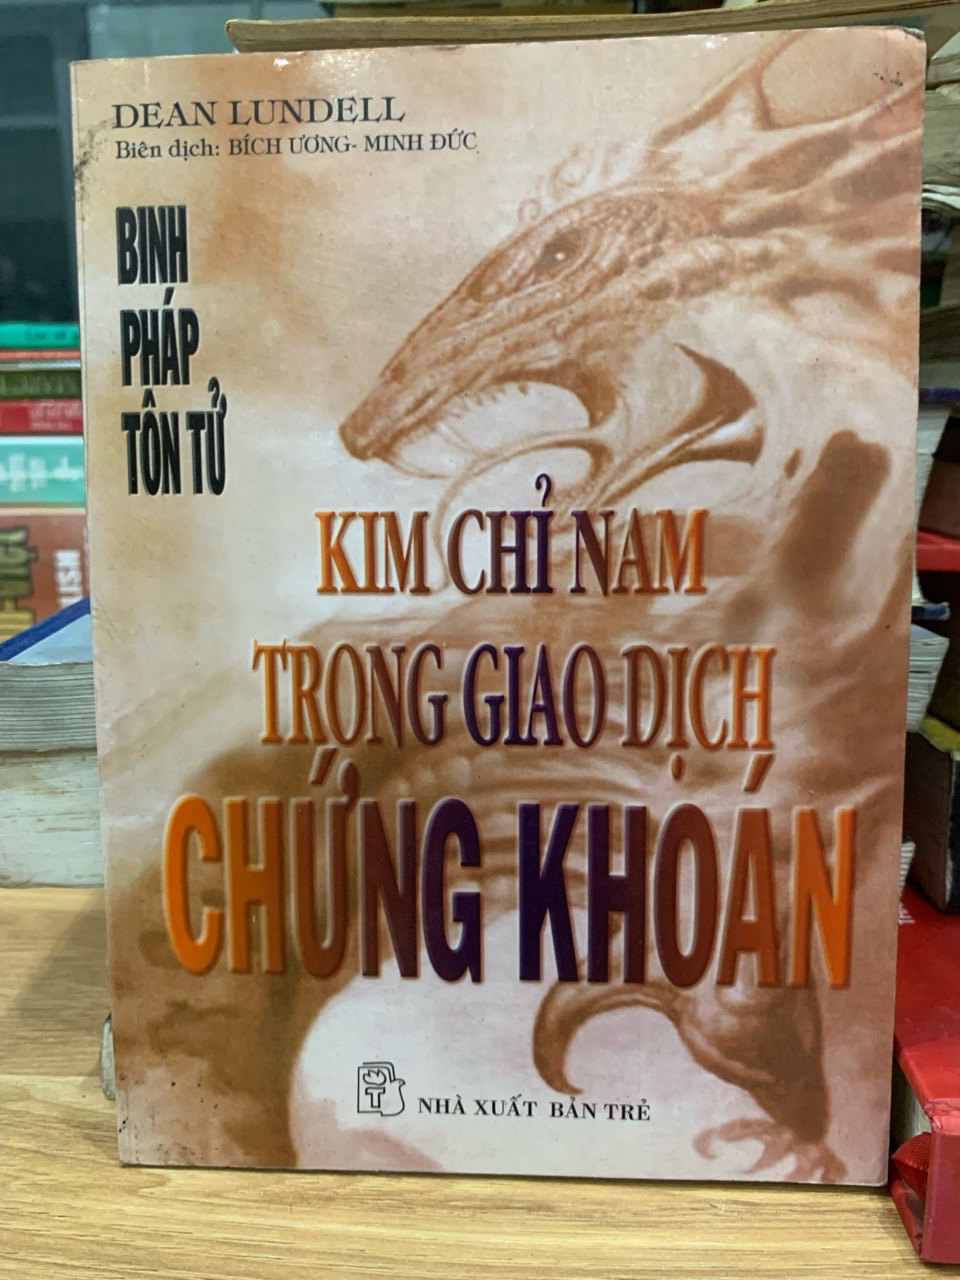 DEAN LUNDELL
Biên dịch: BÍCH ƯƠNG- MINH ĐỨC
BINH
PHÁP
TÔN TỬ
KIM CHỈ NAM
TRONG GIAO DỊCH
CHỨNG KHOÁN
T
NHÀ XUẤT BẢN TRẺ